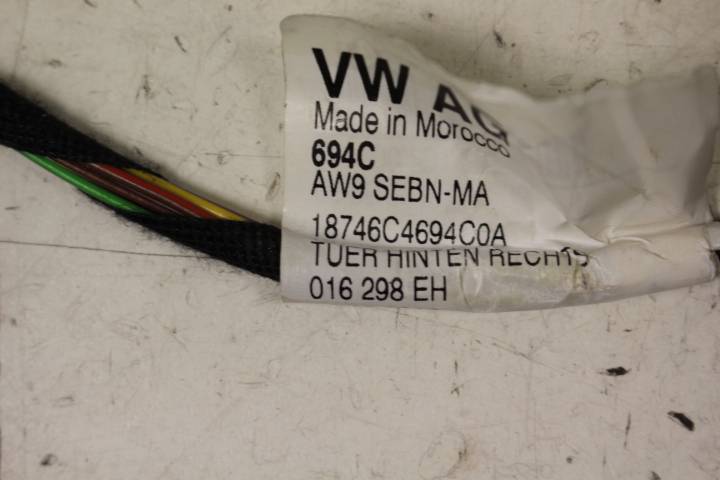 VW AG
Made in Morocco
694C
AW9 SEBN-MA
18746C4694C0A
TUER HINTEN RECHTS
016 298 EH